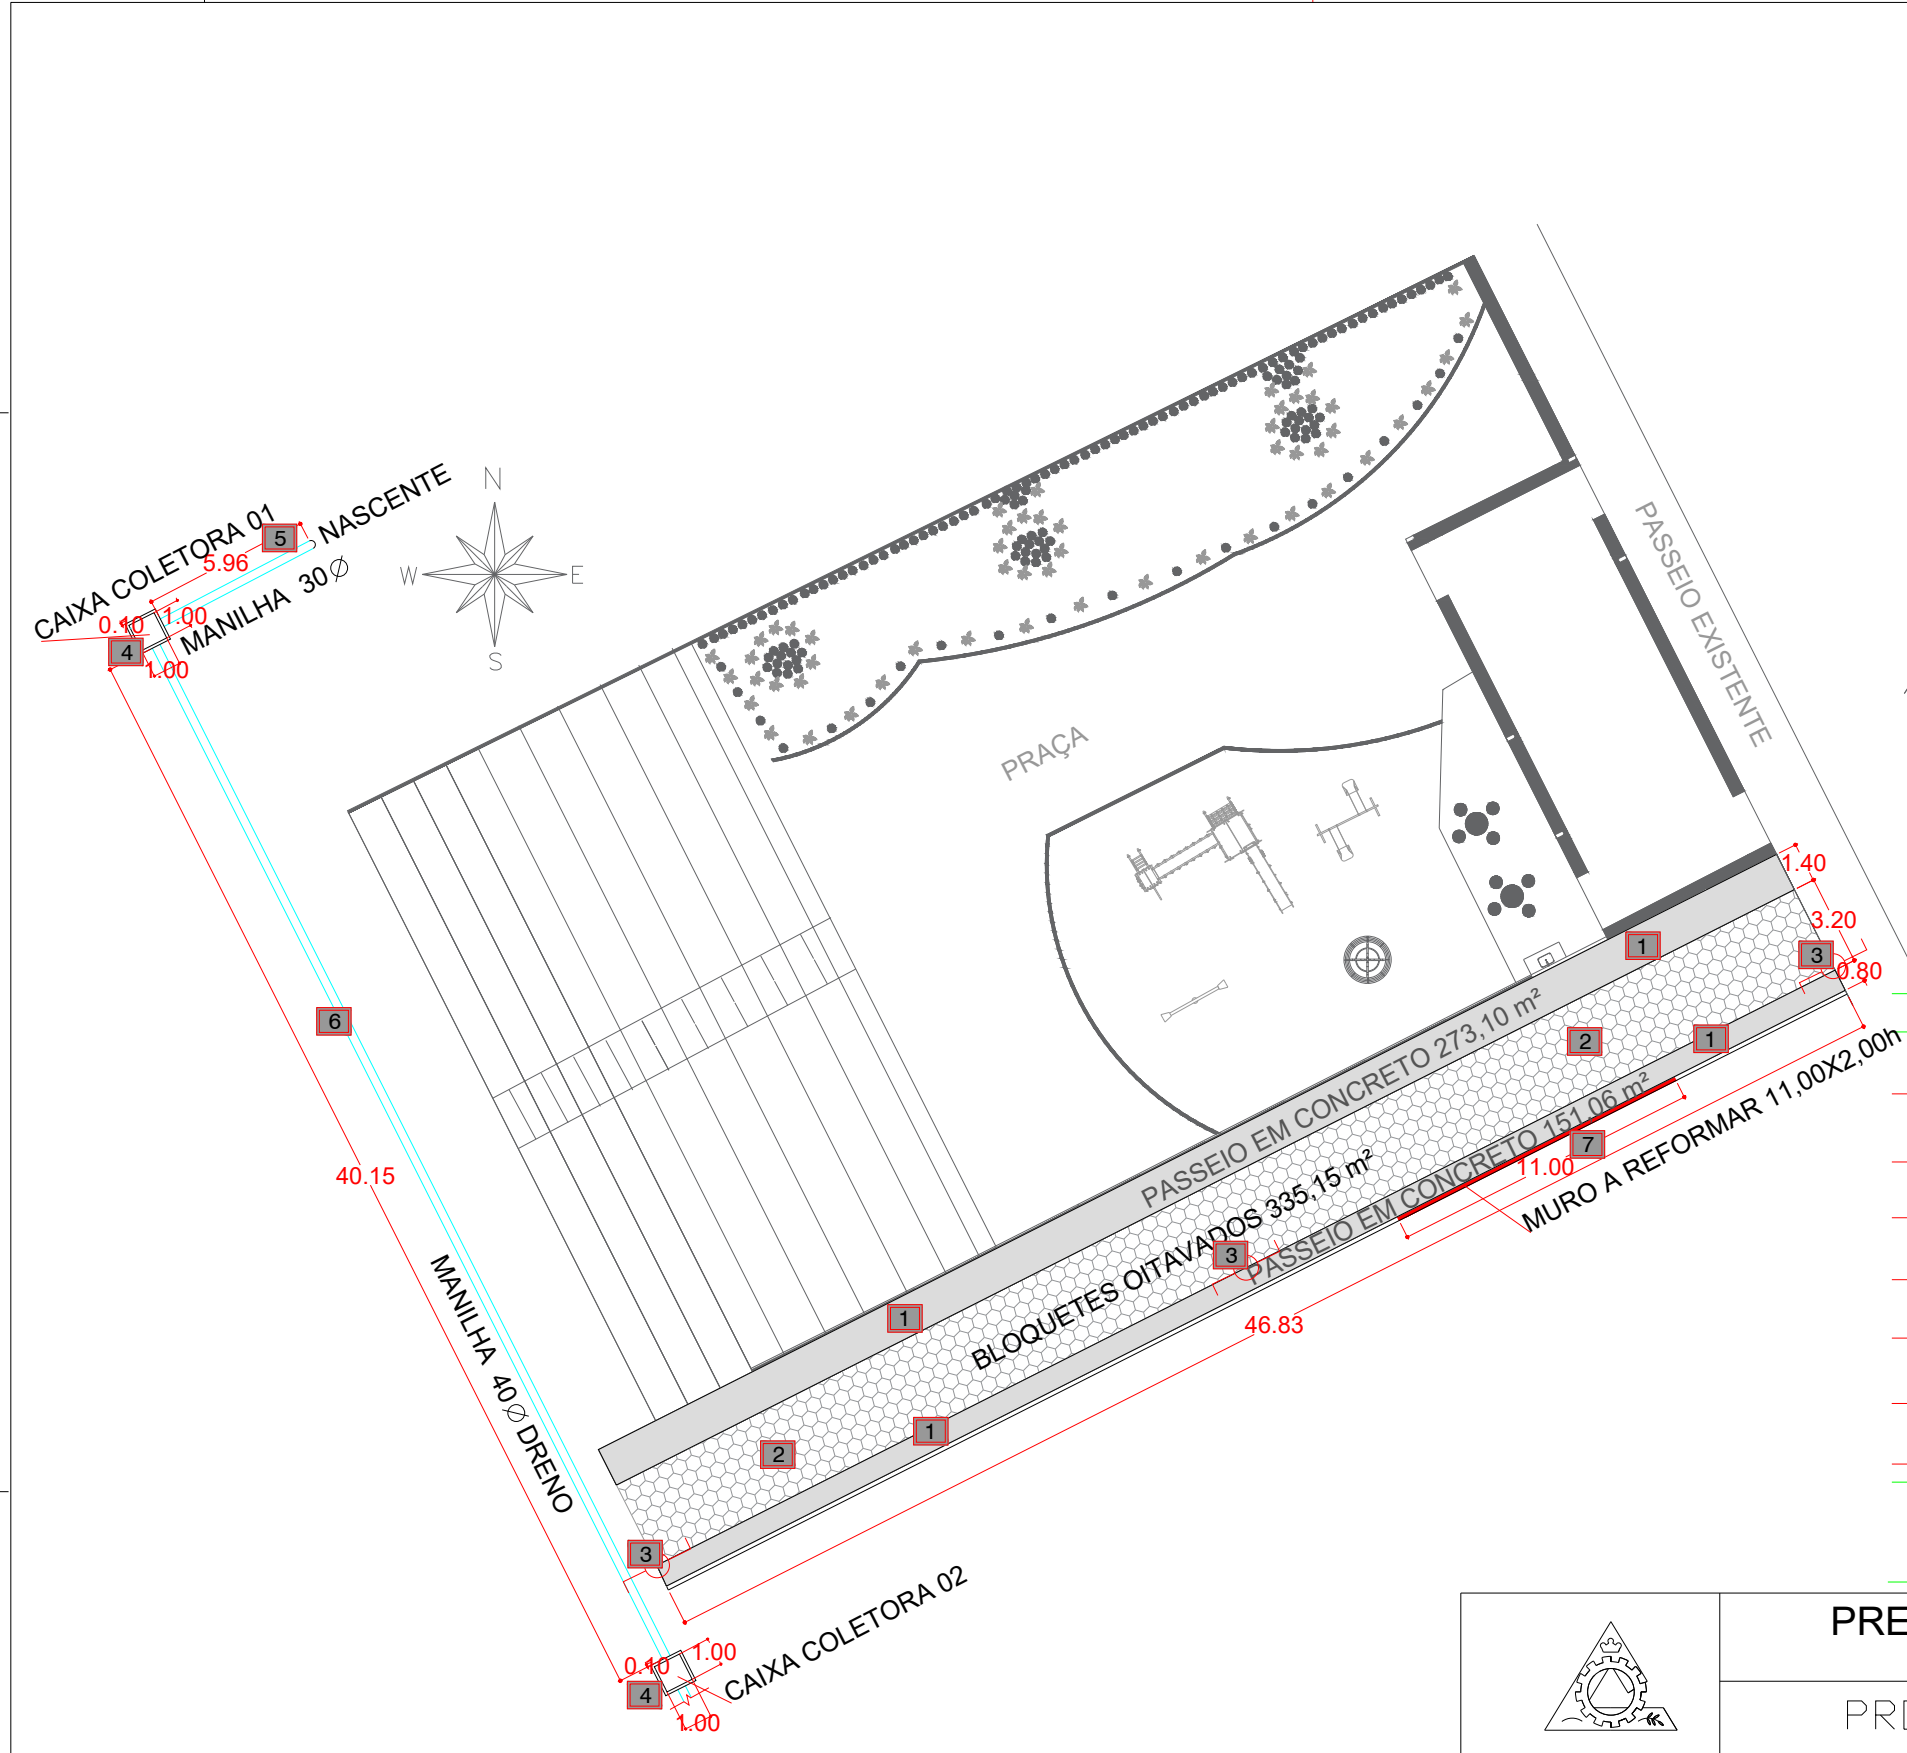 N
W
E
S
CAIXA COLETORA 01
5
NASCENTE
5.96
MANILHA 30Ø
0.10
1.00
4
1.00
PASSEIO EXISTENTE
PRAÇA
1.40
3.20
3
0.80
1
6
PASSEIO EM CONCRETO 273,10 m²
2
1
40.15
PASSEIO EM CONCRETO 151,06 m²
7
11.00
MURO A REFORMAR 11,00X2,00h
BLOQUETES OITAVADOS 335,15 m²
3
1
46.83
MANILHA 40Ø DRENO
1
2
3
CAIXA COLETORA 02
0.10
1.00
4
1.00
PRE